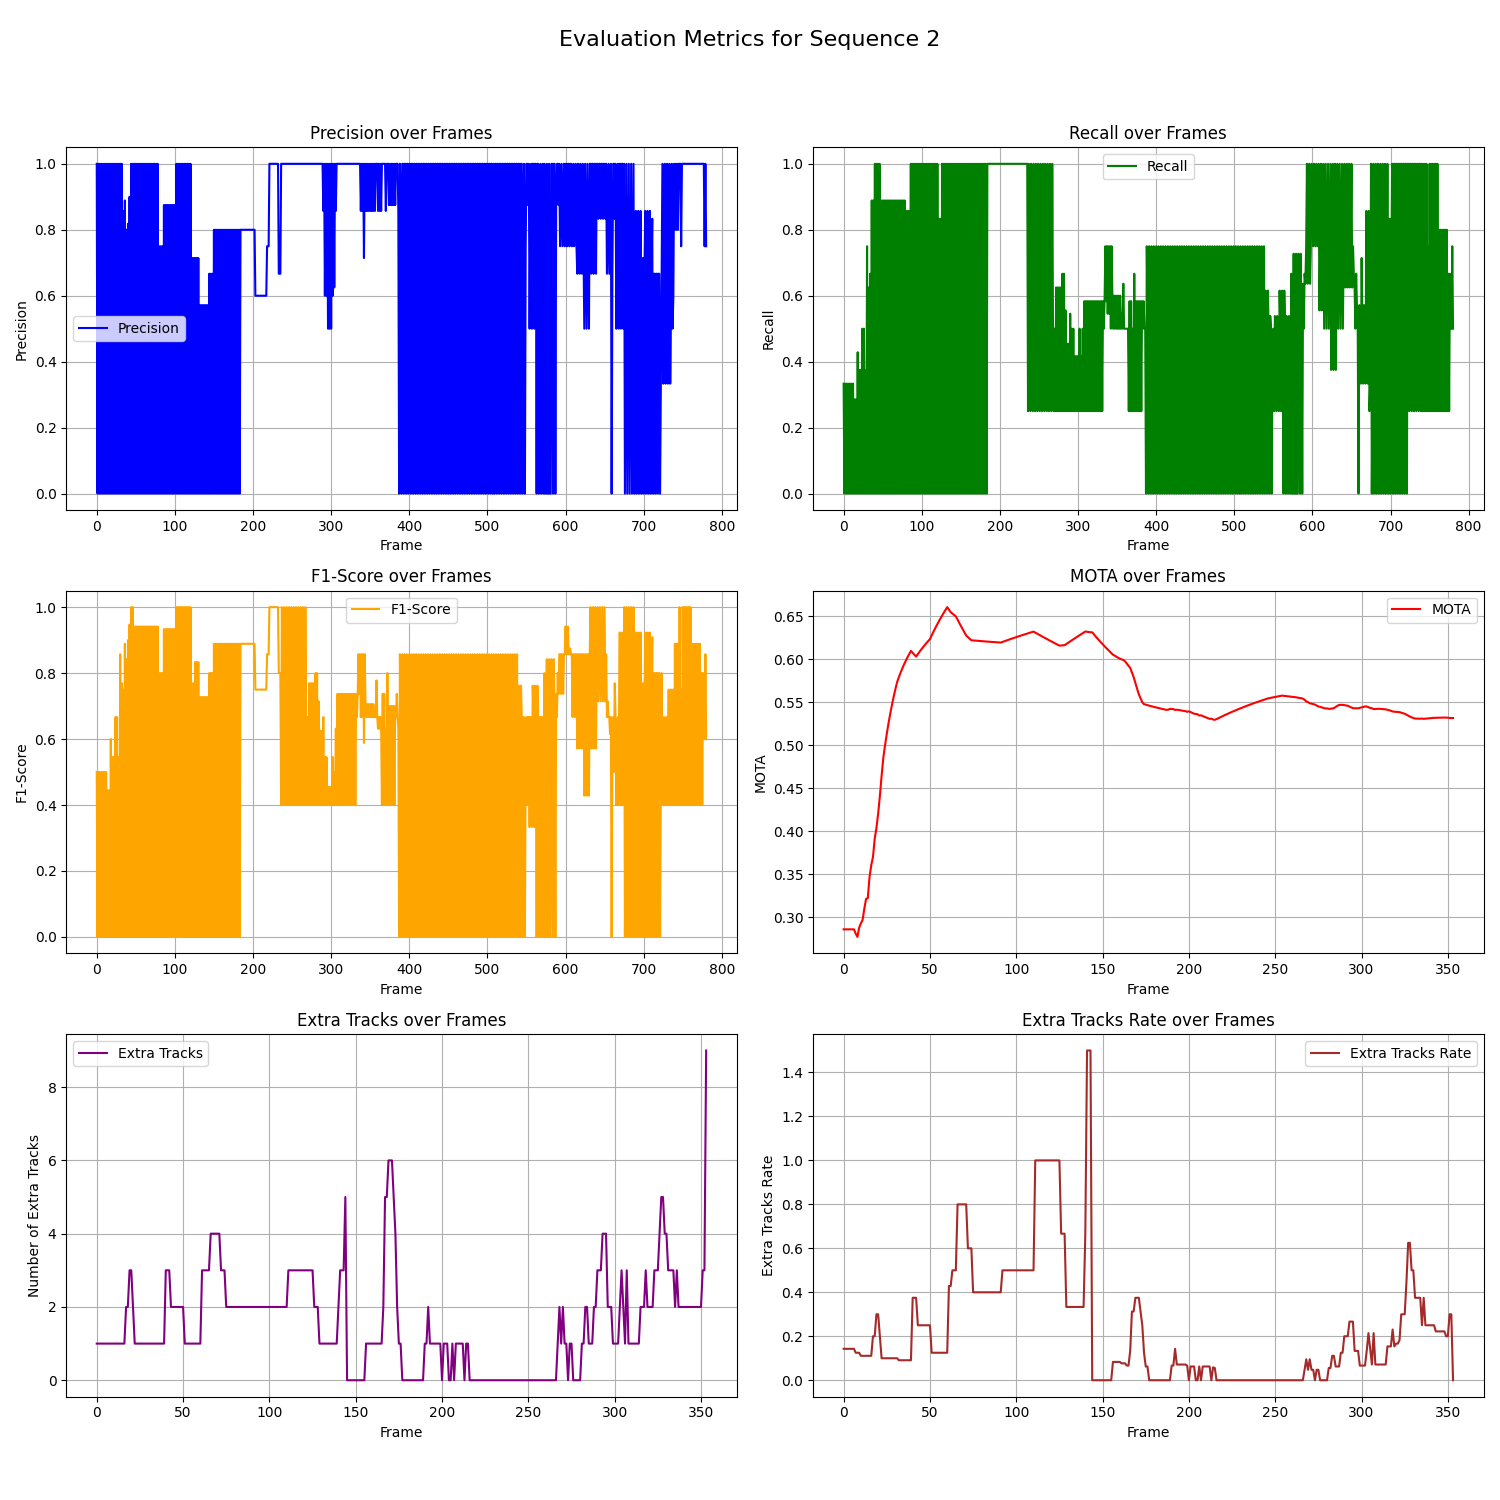 Evaluation Metrics for Sequence 2
Precision over Frames
1.0
0.8
0.6
0.4
0.2
0.0
Precision
Precision
0 100 200 300 400 500 600 700 800
Frame
Recall over Frames
1.0
0.8
0.6
0.4
0.2
0.0
Recall
Recall
0 100 200 300 400 500 600 700 800
Frame
F1-Score over Frames
1.0
0.8
0.6
0.4
0.2
0.0
F1-Score
F1-Score
0 100 200 300 400 500 600 700 800
Frame
MOTA over Frames
0.65
0.60
0.55
0.50
0.45
0.40
0.35
0.30
MOTA
MOTA
0 50 100 150 200 250 300 350
Frame
Extra Tracks over Frames
8
6
4
2
0
Number of Extra Tracks
Extra Tracks
0 50 100 150 200 250 300 350
Frame
Extra Tracks Rate over Frames
1.4
1.2
1.0
0.8
0.6
0.4
0.2
0.0
Extra Tracks Rate
Extra Tracks Rate
0 50 100 150 200 250 300 350
Frame